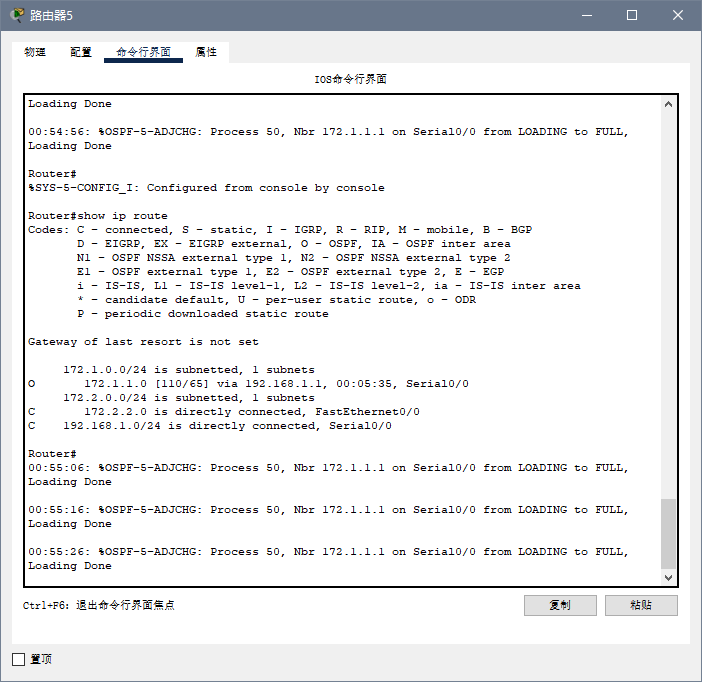 路由器5
物理 配置 命令行界面 属性
IOS命令行界面
Loading Done
00:54:56: %OSPF-5-ADJCHG: Process 50, Nbr 172.1.1.1 on Serial0/0 from LOADING to FULL,
Loading Done
Router#
%SYS-5-CONFIG_I: Configured from console by console
Router#show ip route
Codes: C - connected, S - static, I - IGRP, R - RIP, M - mobile, B - BGP
D - EIGRP, EX - EIGRP external, O - OSPF, IA - OSPF inter area
N1 - OSPF NSSA external type 1, N2 - OSPF NSSA external type 2
E1 - OSPF external type 1, E2 - OSPF external type 2, E - EGP
i - IS-IS, L1 - IS-IS level-1, L2 - IS-IS level-2, ia - IS-IS inter area
* - candidate default, U - per-user static route, o - ODR
P - periodic downloaded static route
Gateway of last resort is not set
172.1.0.0/24 is subnetted, 1 subnets
O 172.1.1.0 [110/65] via 192.168.1.1, 00:05:35, Serial0/0
172.2.0.0/24 is subnetted, 1 subnets
C 172.2.2.0 is directly connected, FastEthernet0/0
C 192.168.1.0/24 is directly connected, Serial0/0
Router#
00:55:06: %OSPF-5-ADJCHG: Process 50, Nbr 172.1.1.1 on Serial0/0 from LOADING to FULL,
Loading Done
00:55:16: %OSPF-5-ADJCHG: Process 50, Nbr 172.1.1.1 on Serial0/0 from LOADING to FULL,
Loading Done
00:55:26: %OSPF-5-ADJCHG: Process 50, Nbr 172.1.1.1 on Serial0/0 from LOADING to FULL,
Loading Done
Ctrl+F6: 退出命令行界面焦点 复制 粘贴
置顶